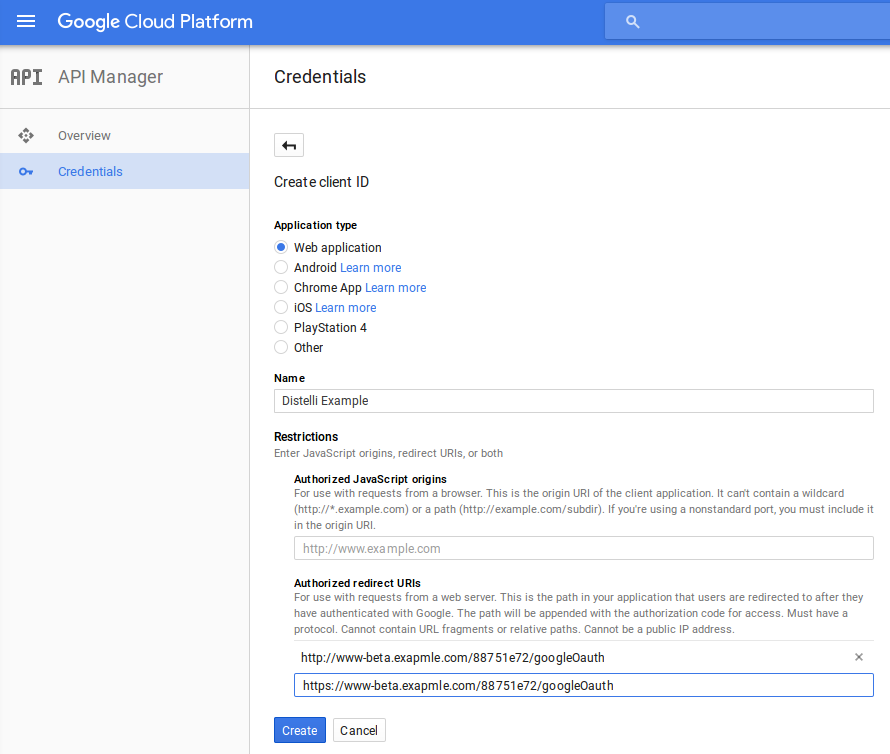 Google Cloud Platform
API API Manager
Credentials
Overview
Credentials
Create client ID
Application type
Web application
Android Learn more
Chrome App Learn more
iOS Learn more
PlayStation 4
Other
Name
Distelli Example
Restrictions
Enter JavaScript origins, redirect URIs, or both
Authorized JavaScript origins
For use with requests from a browser. This is the origin URI of the client application. It can't contain a wildcard
(http://*.example.com) or a path (http://example.com/subdir). If you're using a nonstandard port, you must include it
in the origin URI.
http://www.example.com
Authorized redirect URIs
For use with requests from a web server. This is the path in your application that users are redirected to after they
have authenticated with Google. The path will be appended with the authorization code for access. Must have a
protocol. Cannot contain URL fragments or relative paths. Cannot be a public IP address.
http://www-beta.exapmle.com/88751e72/googleOauth
https://www-beta.exapmle.com/88751e72/googleOauth
Create Cancel